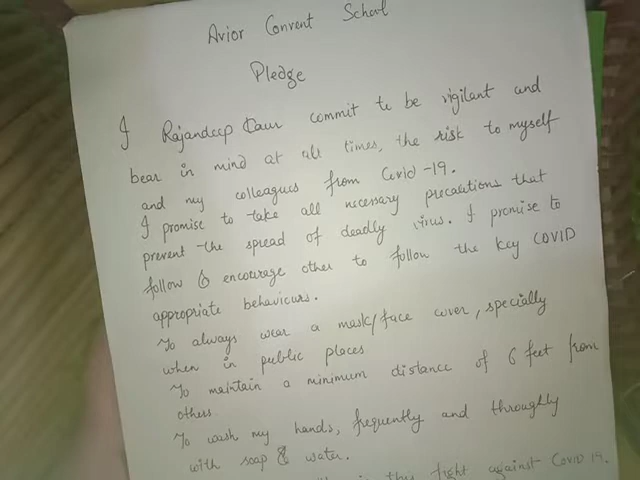 Avior Convent School
Pledge
I Rajandeep Kaur commit to be vigilant and
bear in mind at all times, the risk to myself
and my colleagues from Covid-19.
I promise to take all necessary precautions that
prevent the spread of deadly virus. I promise to
follow & encourage other to follow the key COVID
appropriate behaviours.
To always wear a mask/face cover, specially
when in public places
To maintain a minimum distance of 6 feet from
others.
To wash my hands, frequently and throughly
with soap & water.
in this fight against Covid 19.